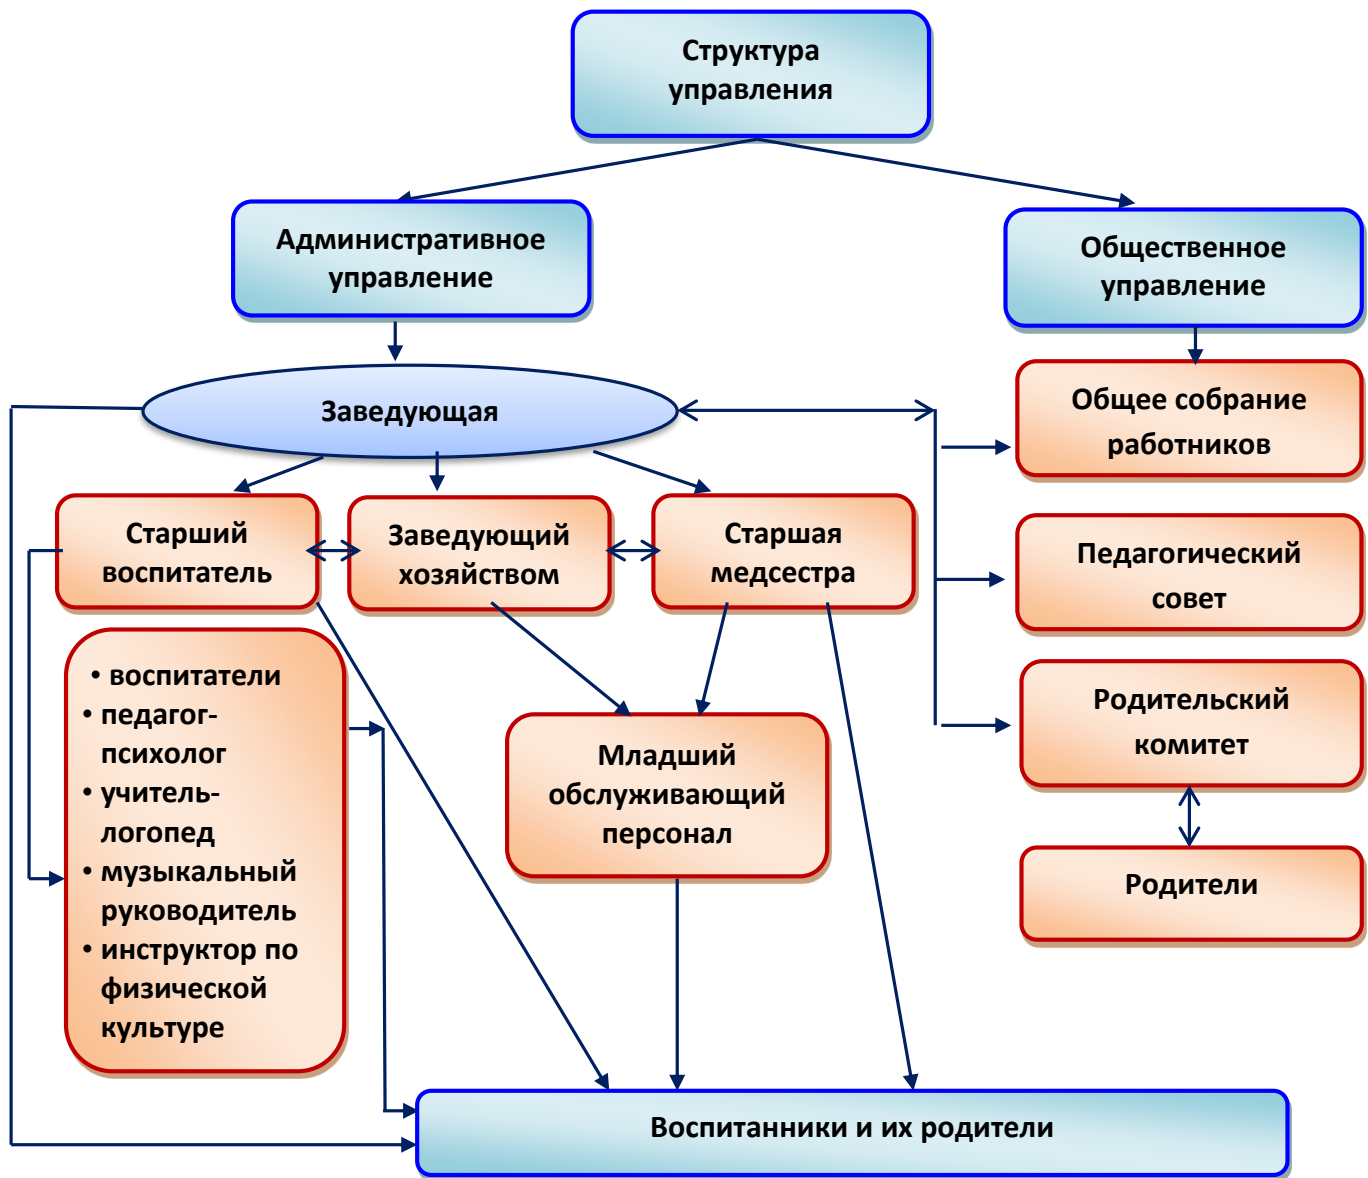 Структура
управления
Административное
управление
Общественное
управление
Заведующая
Общее собрание
работников
Старший
воспитатель
Заведующий
хозяйством
Старшая
медсестра
Педагогический
совет
• воспитатели
• педагог-
психолог
• учитель-
логопед
• музыкальный
руководитель
• инструктор по
физической
культуре
Младший
обслуживающий
персонал
Родительский
комитет
Родители
Воспитанники и их родители